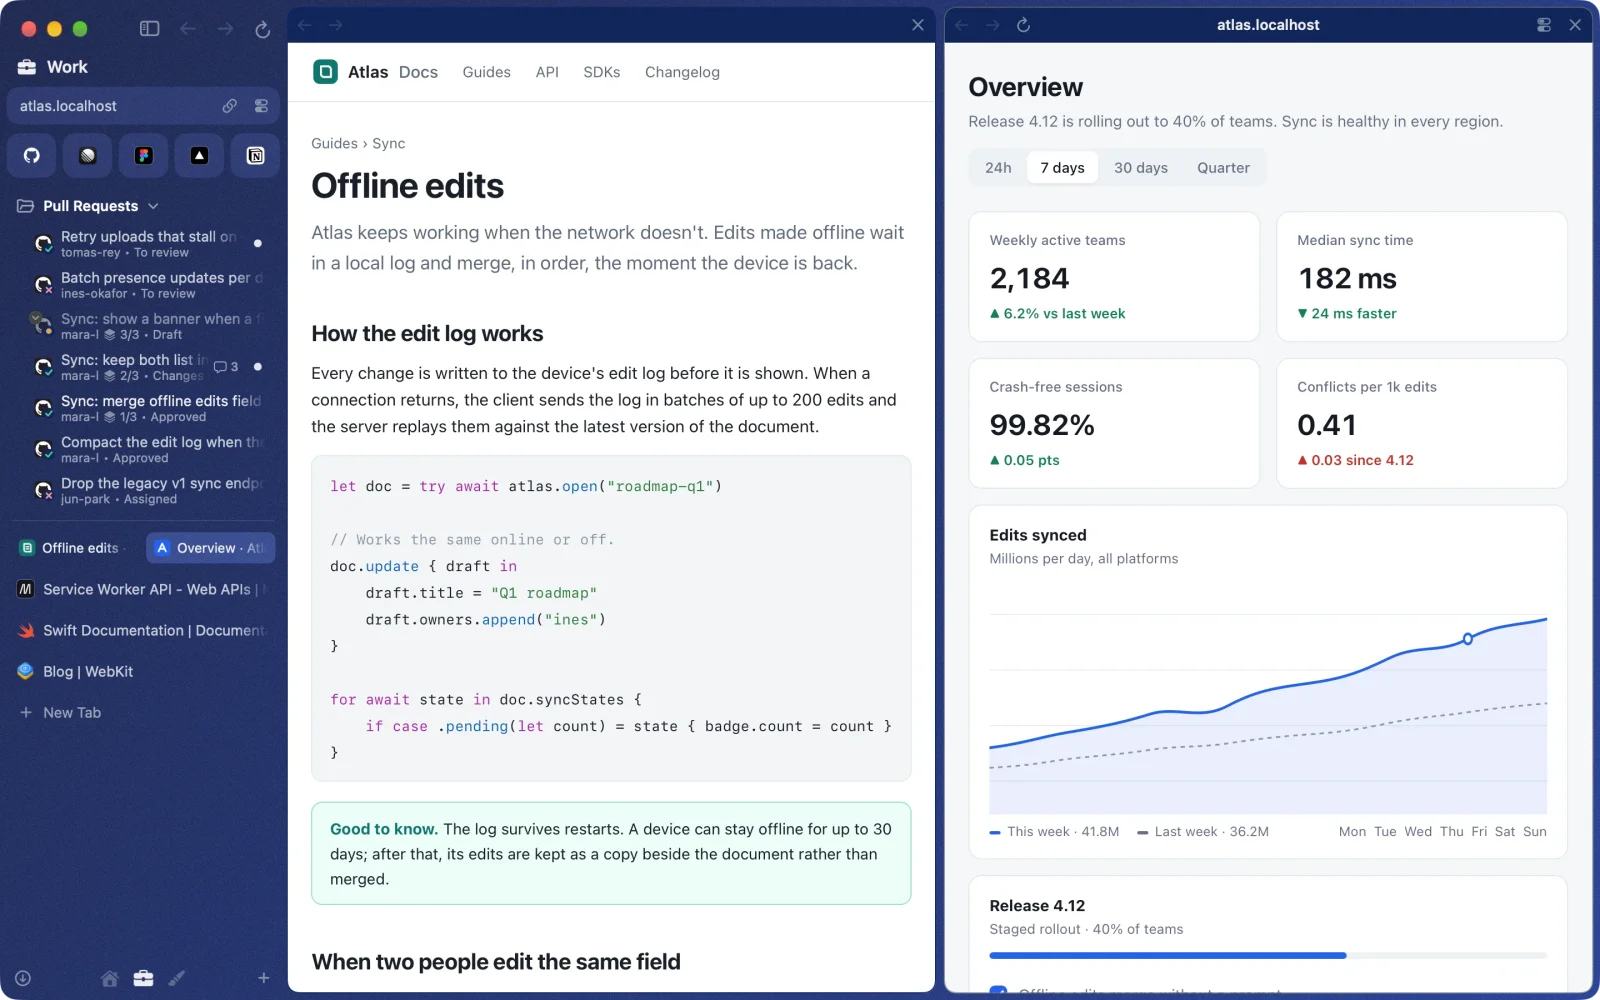 Work
atlas.localhost
Pull Requests
Retry uploads that stall on
tomas-rey • To review
Batch presence updates per
ines-okafor • To review
Sync: show a banner when a
mara-l 3/3 • Draft
Sync: keep both list in
3
mara-l 2/3 • Changes
Sync: merge offline edits field
mara-l 1/3 • Approved
Compact the edit log when the
mara-l • Approved
Drop the legacy v1 sync endpo
jun-park • Assigned
Offline edits
Overview · Atl
Service Worker API - Web APIs |
Swift Documentation | Document
Blog | WebKit
New Tab
Atlas Docs
Guides
API
SDKs
Changelog
Guides › Sync
Offline edits
Atlas keeps working when the network doesn't. Edits made offline wait
in a local log and merge, in order, the moment the device is back.
How the edit log works
Every change is written to the device's edit log before it is shown. When a
connection returns, the client sends the log in batches of up to 200 edits and
the server replays them against the latest version of the document.
let doc = try await atlas.open("roadmap-q1")
// Works the same online or off.
doc.update { draft in
draft.title = "Q1 roadmap"
draft.owners.append("ines")
}
for await state in doc.syncStates {
if case .pending(let count) = state { badge.count = count }
}
Good to know. The log survives restarts. A device can stay offline for up to 30
days; after that, its edits are kept as a copy beside the document rather than
merged.
When two people edit the same field
atlas.localhost
Overview
Release 4.12 is rolling out to 40% of teams. Sync is healthy in every region.
24h
7 days
30 days
Quarter
Weekly active teams
2,184
▲ 6.2% vs last week
Median sync time
182 ms
▼ 24 ms faster
Crash-free sessions
99.82%
▲ 0.05 pts
Conflicts per 1k edits
0.41
▲ 0.03 since 4.12
Edits synced
Millions per day, all platforms
This week · 41.8M
Last week · 36.2M
Mon Tue Wed Thu Fri Sat Sun
Release 4.12
Staged rollout · 40% of teams
Offline edits merge without a prompt